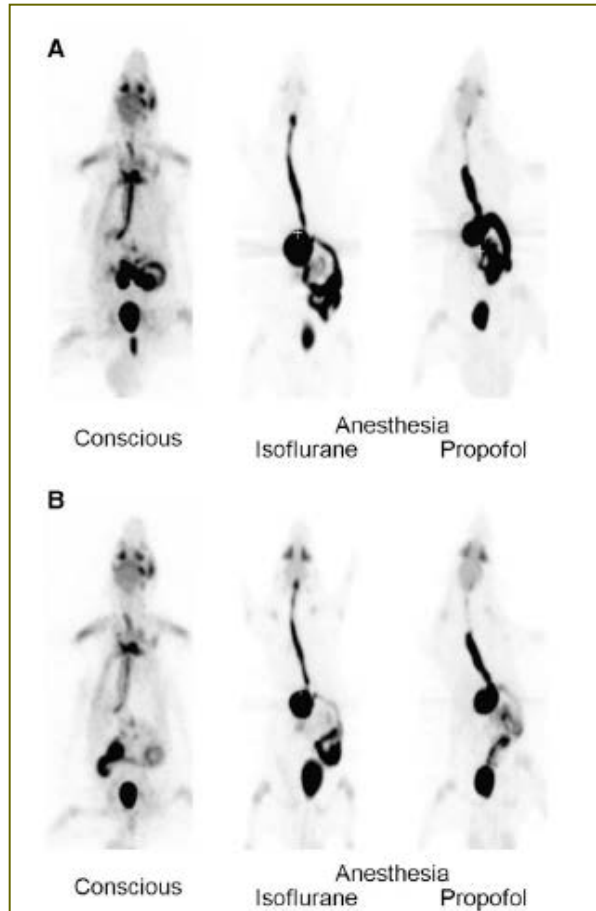 A
Anesthesia
Conscious
Isoflurane
Propofol
B
Anesthesia
Conscious
Isoflurane
Propofol